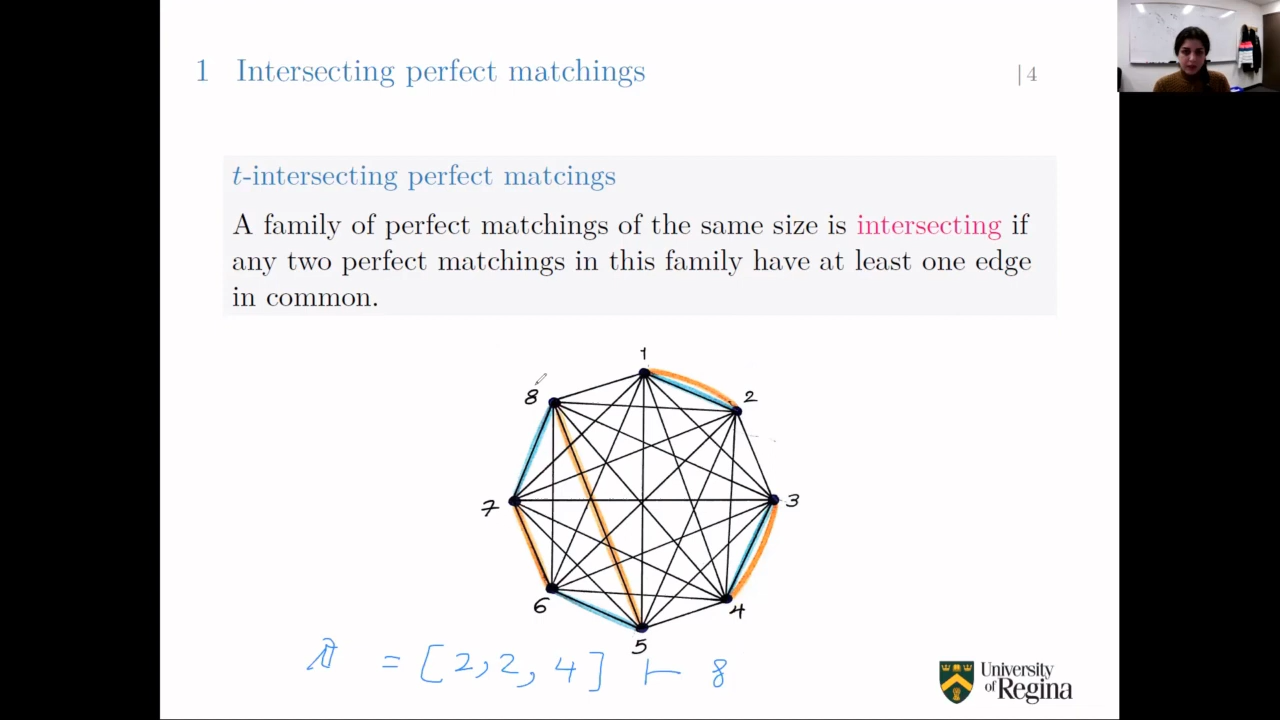 1 Intersecting perfect matchings
| 4
t-intersecting perfect matcings
A family of perfect matchings of the same size is intersecting if
any two perfect matchings in this family have at least one edge
in common.
1
8
2
7
3
6
4
5
= [2,2,4] ⊢ 8
University
of Regina